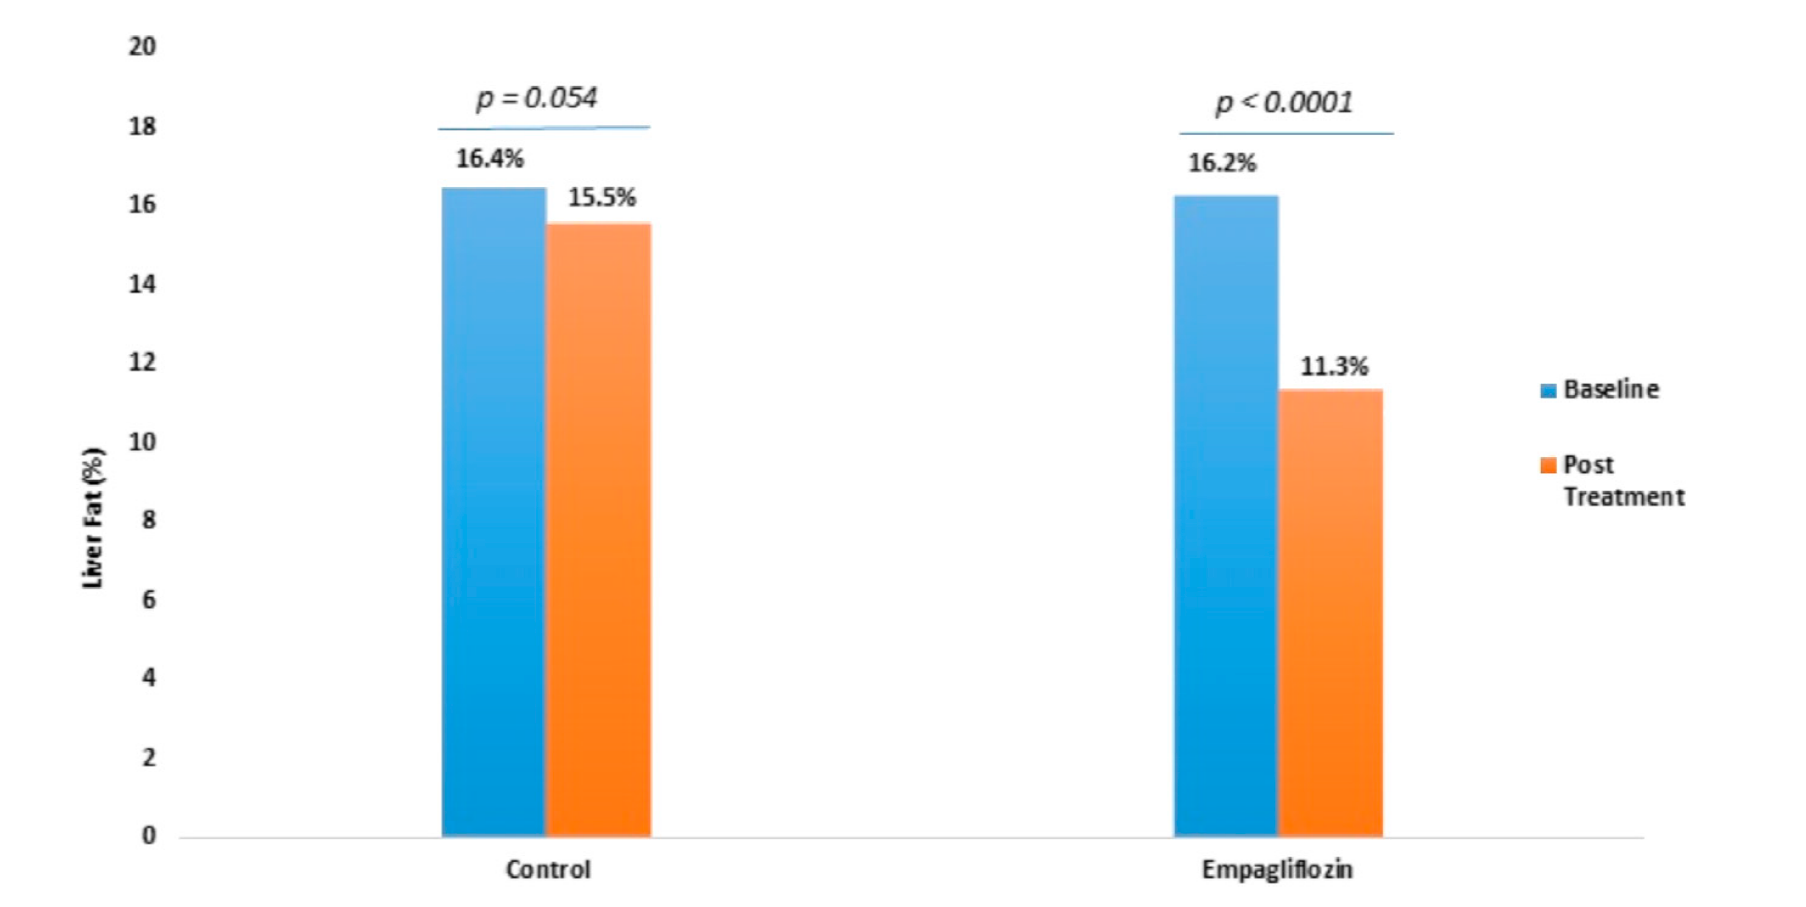 20
18
16
14
12
10
8
6
4
2
0
Liver Fat (%)
p = 0.054
16.4%
15.5%
p < 0.0001
16.2%
11.3%
Baseline
Post
Treatment
Control
Empagliflozin